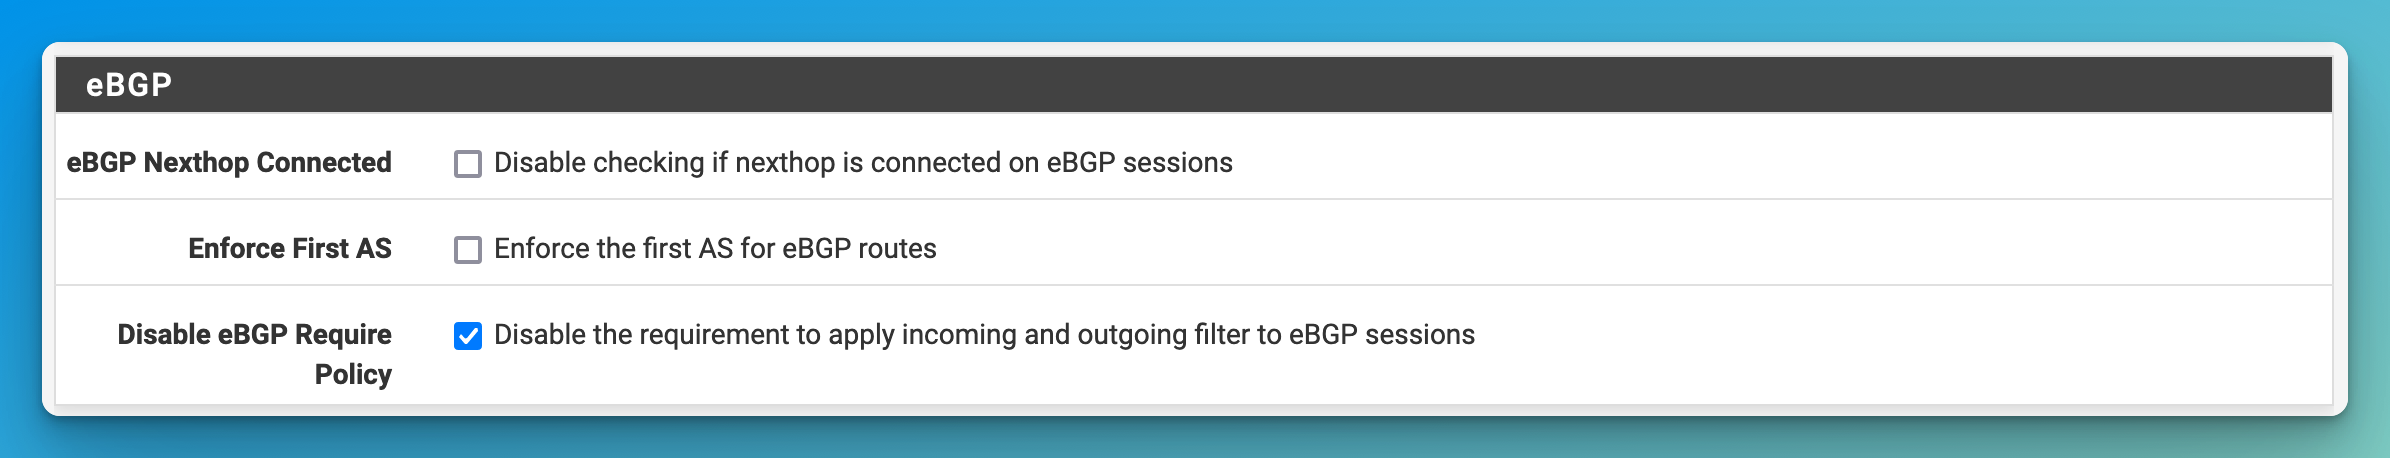 eBGP
eBGP Nexthop Connected
Disable checking if nexthop is connected on eBGP sessions
Enforce First AS
Enforce the first AS for eBGP routes
Disable eBGP Require
Policy
Disable the requirement to apply incoming and outgoing filter to eBGP sessions